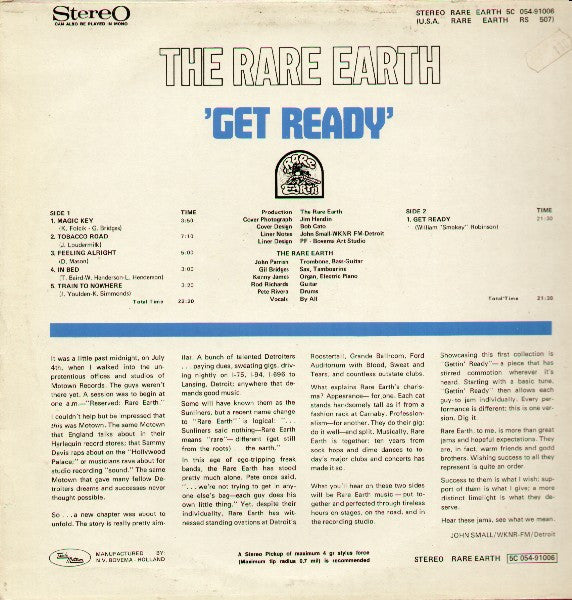 Stereo
CAN ALSO BE PLAYED IN MONO
STEREO RARE EARTH 5C 054-91006
(U.S.A. RARE EARTH RS 507)
THE RARE EARTH
'GET READY'
RARE
EARTH
SIDE 1 TIME
1. MAGIC KEY 3:50
(K. Folcik - G. Bridges)
2. TOBACCO ROAD 7:10
(J. Loudermilk)
3. FEELING ALRIGHT 5:00
(D. Mason)
4. IN BED 3:00
(T. Baird-W. Henderson-L. Henderson)
5. TRAIN TO NOWHERE 3:20
(I. Youlden-K. Simmonds)
Total Time 22:20
Production The Rare Earth
Cover Photograph Jim Hendin
Cover Design Bob Cato
Liner Notes John Small-WKNR FM-Detroit
Liner Design PF - Bovema Art Studio
THE RARE EARTH
John Parrish Trombone, Bass-Guitar
Gil Bridges Sax, Tambourine
Kenny James Organ, Electric Piano
Rod Richards Guitar
Pete Rivera Drums
Vocals By All
SIDE 2 TIME
1. GET READY 21:30
(William "Smokey" Robinson)
Total Time 21:30
It was a little past midnight, on July
4th, when I walked into the un-
pretentious offices and studios of
Motown Records. The guys weren't
there yet. A session was to begin at
one a.m.—"Reserved: Rare Earth."
I couldn't help but be impressed that
this was Motown. The same Motown
that England talks about in their
Harlequin record stores; that Sammy
Davis raps about on the "Hollywood
Palace;" or musicians rave about for
studio recording "sound." The same
Motown that gave many fellow De-
troiters dreams and successes never
thought possible.
So ... a new chapter was about to
unfold. The story is really pretty sim-
ilar. A bunch of talented Detroiters
... paying dues, sweating gigs, driv-
ing nightly on I-75, I-94, I-696 to
Lansing, Detroit; anywhere that de-
mands good music.
Some will have known them as the
Sunliners, but a recent name change
to "Rare Earth" is logical: "...
Sunliners said nothing—Rare Earth
means "rare"— different (get still
from the roots) ... the earth."
In this age of ego-tripping freak
bands, the Rare Earth has stood
pretty much alone. Pete once said,
"...we're not trying to get in any-
one else's bag—each guy does his
own little thing." Yet, despite their
individuality, Rare Earth has wit-
nessed standing ovations at Detroit's
Roostertail, Grande Ballroom, Ford
Auditorium with Blood, Sweat and
Tears, and countless outstate clubs.
What explains Rare Earth's charis-
ma? Appearance— for one. Each cat
stands handsomely tall as if from a
fashion rack at Carnaby. Profession-
alism—for another. They do their gig;
do it well—and split. Musically, Rare
Earth is together: ten years from
sock hops and dime dances to to-
day's major clubs and concerts has
made it so.
What you'll hear on these two sides
will be Rare Earth music — put to-
gether and perfected through tireless
hours on stages, on the road, and in
the recording studio.
Showcasing this first collection is
"Gettin' Ready"— a piece that has
stirred commotion wherever it's
heard. Starting with a basic tune,
"Gettin' Ready" then allows each
guy to jam individually. Every per-
formance is different; this is one ver-
sion. Dig it.
Rare Earth, to me, is more than great
jams and hopeful expectations. They
are, in fact, warm friends and godd
brothers. Wishing success to all they
represent is quite an order.
Success to them is what I wish; sup-
port of them is what I give; a more
distinct limelight is what they de-
serve.
Hear these jams, see what we mean.
JOHN SMALL/WKNR-FM/Detroit
Tamla Motown
MANUFACTURED BY:
N.V. BOVEMA - HOLLAND
A Stereo Pickup of maximum 4 gr stylus force
(Maximum tip radius 0.7 mil) is recommended
STEREO RARE EARTH 5C 054-91006